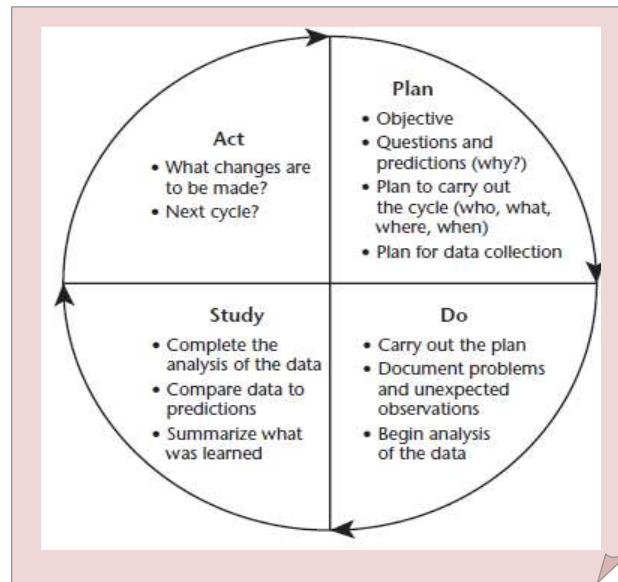 Plan
• Objective
• Questions and
predictions (why?)
• Plan to carry out
the cycle (who, what,
where, when)
• Plan for data collection
Do
• Carry out the plan
• Document problems
and unexpected
observations
• Begin analysis
of the data
Study
• Complete the
analysis of the data
• Compare data to
predictions
• Summarize what
was learned
Act
• What changes are
to be made?
• Next cycle?